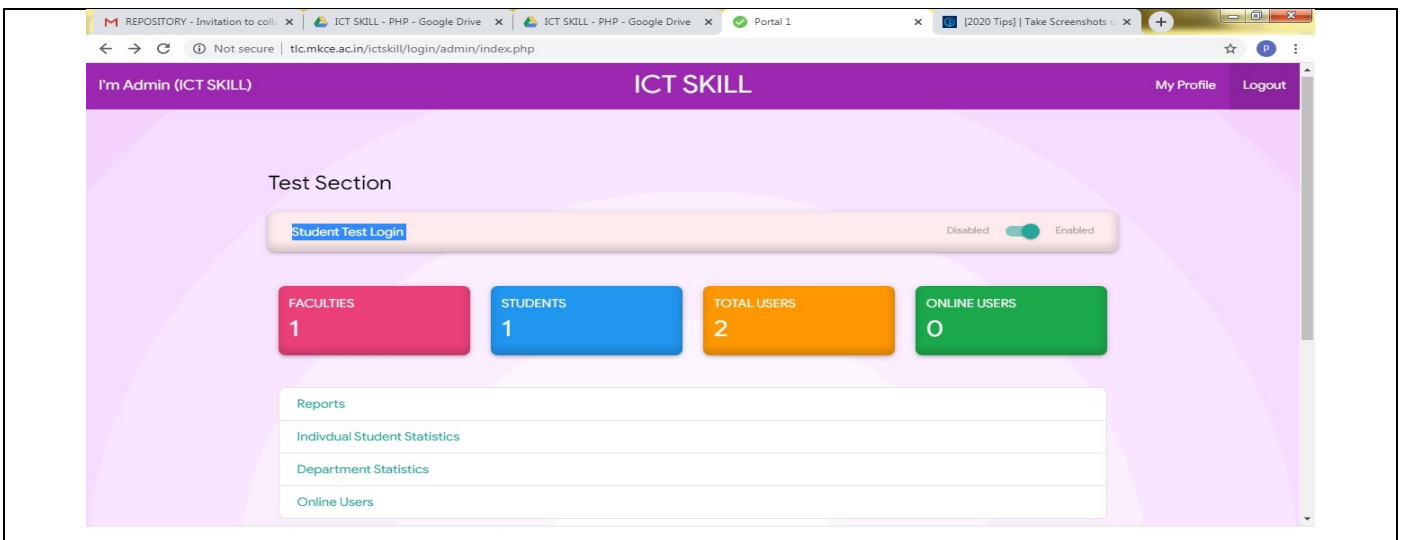 REPOSITORY - Invitation to coll
ICT SKILL - PHP - Google Drive
ICT SKILL - PHP - Google Drive
Portal 1
[2020 Tips] | Take Screenshots
Not secure | tlc.mkce.ac.in/ictskill/login/admin/index.php
P
I'm Admin (ICT SKILL)
ICT SKILL
My Profile
Logout
Test Section
Student Test Login
Disabled
Enabled
FACULTIES
1
STUDENTS
1
TOTAL USERS
2
ONLINE USERS
0
Reports
Indivdual Student Statistics
Department Statistics
Online Users